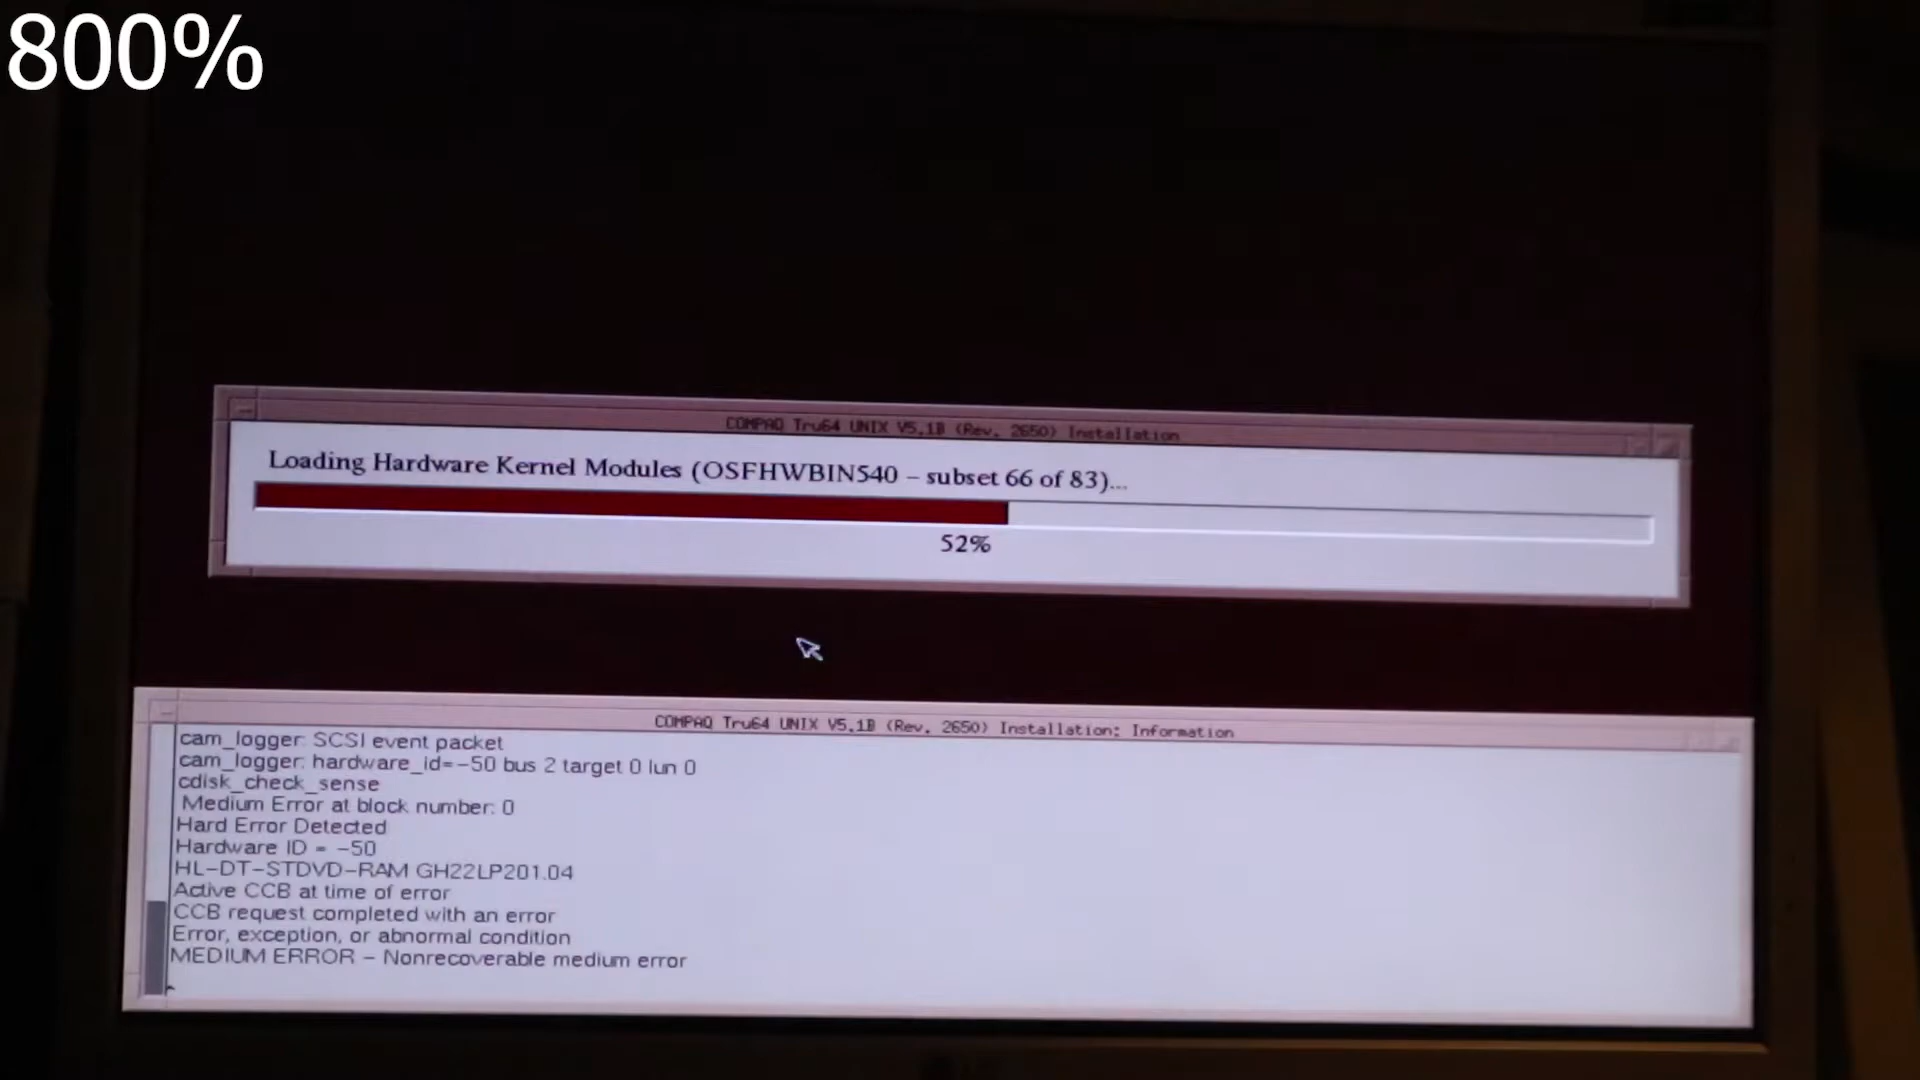 800%
COMPAQ Tru64 UNIX V5.1B (Rev. 2650) Installation
Loading Hardware Kernel Modules (OSFHWBIN540 – subset 66 of 83)...
52%
COMPAQ Tru64 UNIX V5.1B (Rev. 2650) Installation: Information
cam_logger: SCSI event packet
cam_logger: hardware_id=-50 bus 2 target 0 lun 0
cdisk_check_sense
Medium Error at block number: 0
Hard Error Detected
Hardware ID = -50
HL-DT-STDVD-RAM GH22LP201.04
Active CCB at time of error
CCB request completed with an error
Error, exception, or abnormal condition
MEDIUM ERROR - Nonrecoverable medium error